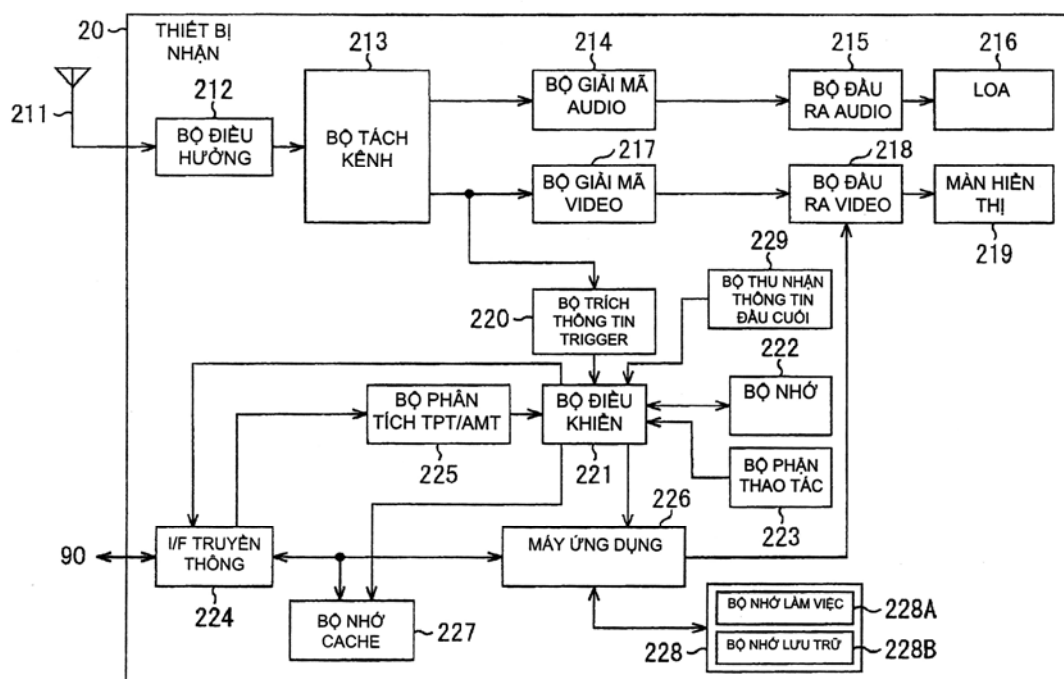 20
THIẾT BỊ
NHẬN
211
212
BỘ ĐIỀU
HƯỞNG
213
BỘ TÁCH
KÊNH
214
BỘ GIẢI MÃ
AUDIO
215
BỘ ĐẦU
RA AUDIO
216
LOA
217
BỘ GIẢI MÃ
VIDEO
218
BỘ ĐẦU
RA VIDEO
MÀN HIỂN
THỊ
219
220
BỘ TRÍCH
THÔNG TIN
TRIGGER
229
BỘ THU NHẬN
THÔNG TIN
ĐẦU CUỐI
222
BỘ NHỚ
BỘ PHÂN
TÍCH TPT/AMT
225
BỘ ĐIỀU
KHIỂN
221
BỘ PHẬN
THAO TÁC
223
226
MÁY ỨNG DỤNG
90
I/F TRUYỀN
THÔNG
224
BỘ NHỚ
CACHE
227
BỘ NHỚ LÀM VIỆC
228A
BỘ NHỚ LƯU TRỮ
228B
228